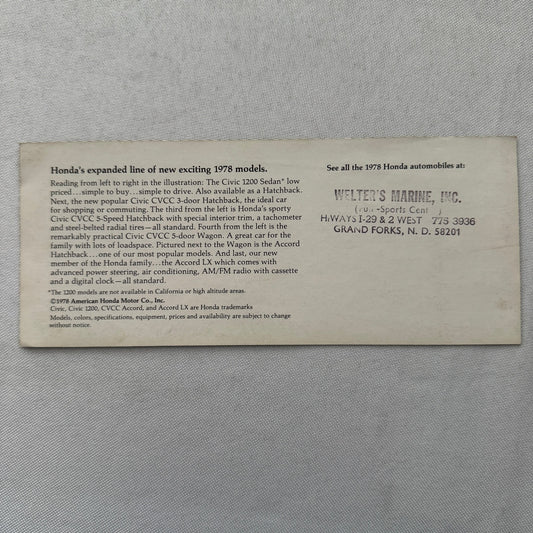 Honda's expanded line of new exciting 1978 models.
Reading from left to right in the illustration: The Civic 1200 Sedan* low
priced...simple to buy...simple to drive. Also available as a Hatchback.
Next, the new popular Civic CVCC 3-door Hatchback, the ideal car
for shopping or commuting. The third from the left is Honda's sporty
Civic CVCC 5-Speed Hatchback with special interior trim, a tachometer
and steel-belted radial tires—all standard. Fourth from the left is the
remarkably practical Civic CVCC 5-door Wagon. A great car for the
family with lots of loadspace. Pictured next to the Wagon is the Accord
Hatchback...one of our most popular models. And last, our new
member of the Honda family...the Accord LX which comes with
advanced power steering, air conditioning, AM/FM radio with cassette
and a digital clock—all standard.
*The 1200 models are not available in California or high altitude areas.
©1978 American Honda Motor Co., Inc.
Civic, Civic 1200, CVCC Accord, and Accord LX are Honda trademarks
Models, colors, specifications, equipment, prices and availability are subject to change
without notice.
See all the 1978 Honda automobiles at:
WELTER'S MARINE, INC.
-Sports
HiWAYS I-29 & 2 WEST 775 3936
GRAND FORKS, N. D. 58201